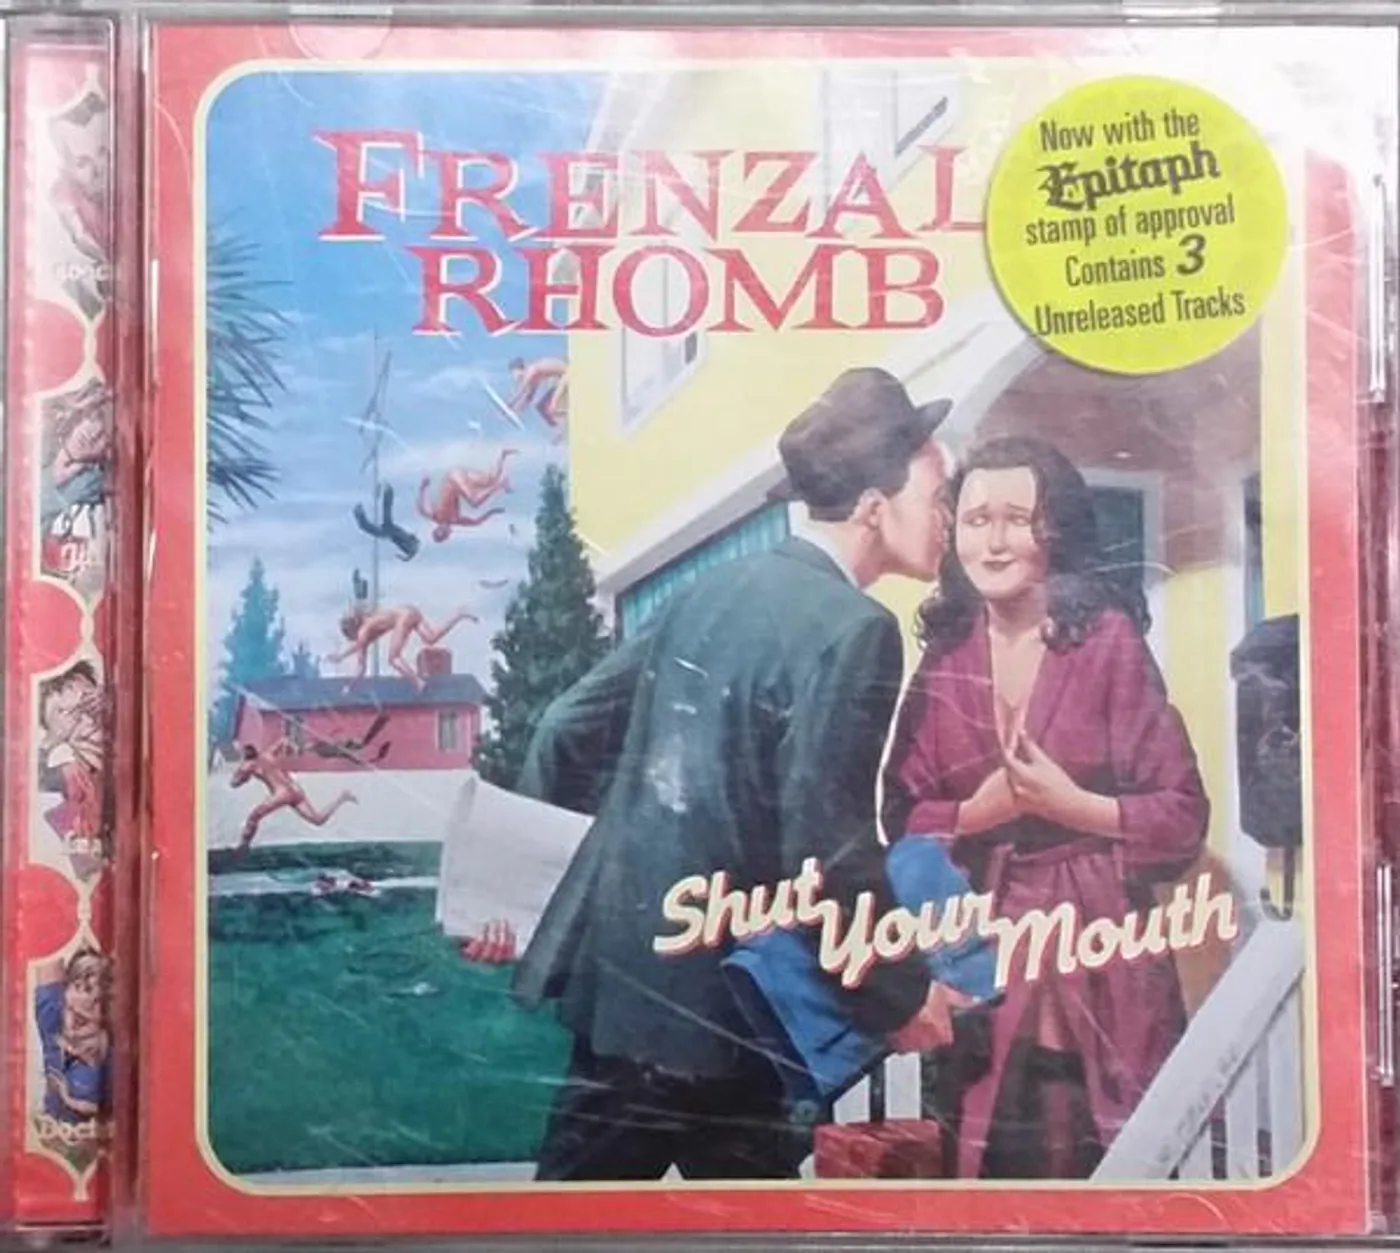 FRENZAL
RHOMB
Now with the
Epitaph
stamp of approval
Contains 3
Unreleased Tracks
Shut Your Mouth